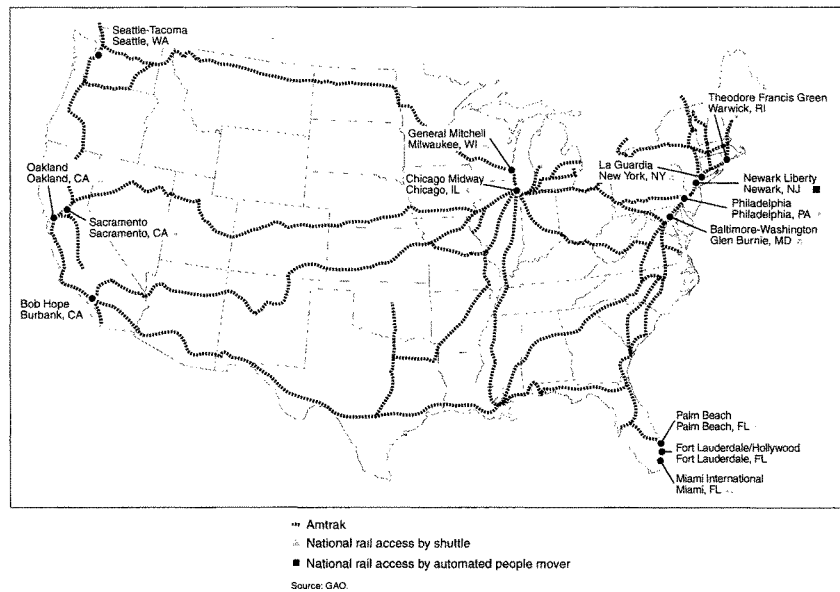 Seattle-Tacoma
Seattle, WA
Theodore Francis Green
Warwick, RI
General Mitchell
Milwaukee, WI
La Guardia
New York, NY
Oakland
Oakland, CA
Chicago Midway
Chicago, IL
Newark Liberty
Newark, NJ
Sacramento
Sacramento, CA
Philadelphia
Philadelphia, PA
Baltimore-Washington
Glen Burnie, MD
Bob Hope
Burbank, CA
Palm Beach
Palm Beach, FL
Fort Lauderdale/Hollywood
Fort Lauderdale, FL
Miami International
Miami, FL
Amtrak
National rail access by shuttle
National rail access by automated people mover
Source: GAO.